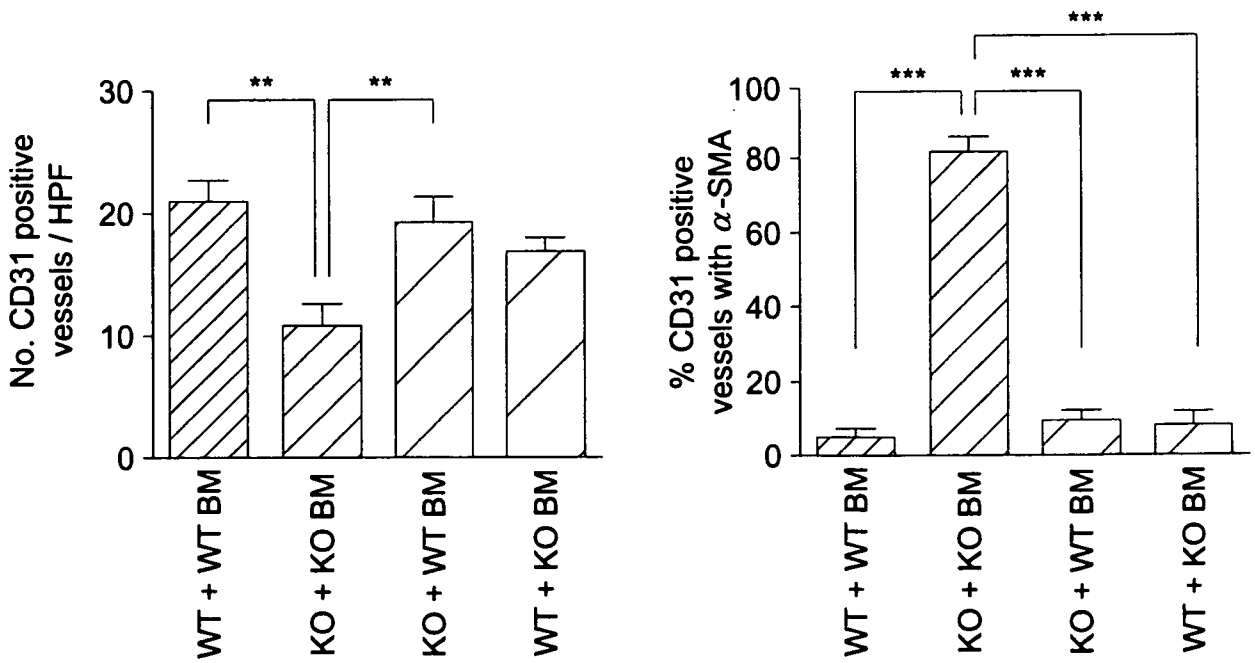 No. CD31 positive
vessels / HPF
30
20
10
0
**
**
WT + WT BM
KO + KO BM
KO + WT BM
WT + KO BM
% CD31 positive
vessels with α-SMA
100
80
60
40
20
0
***
***
***
WT + WT BM
KO + KO BM
KO + WT BM
WT + KO BM